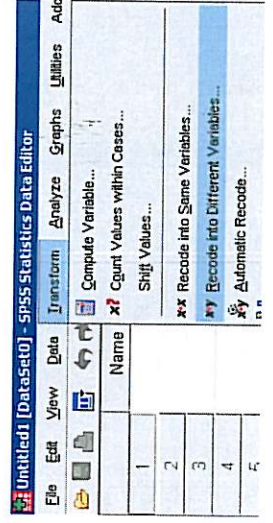 Untitled1 [DataSet0] - SPSS Statistics Data Editor
File Edit View Data Transform Analyze Graphs Utilities Add
Compute Variable...
Count Values within Cases...
Shift Values...
Recode into Same Variables...
Recode into Different Variables...
Automatic Recode...
Name
1
2
3
4